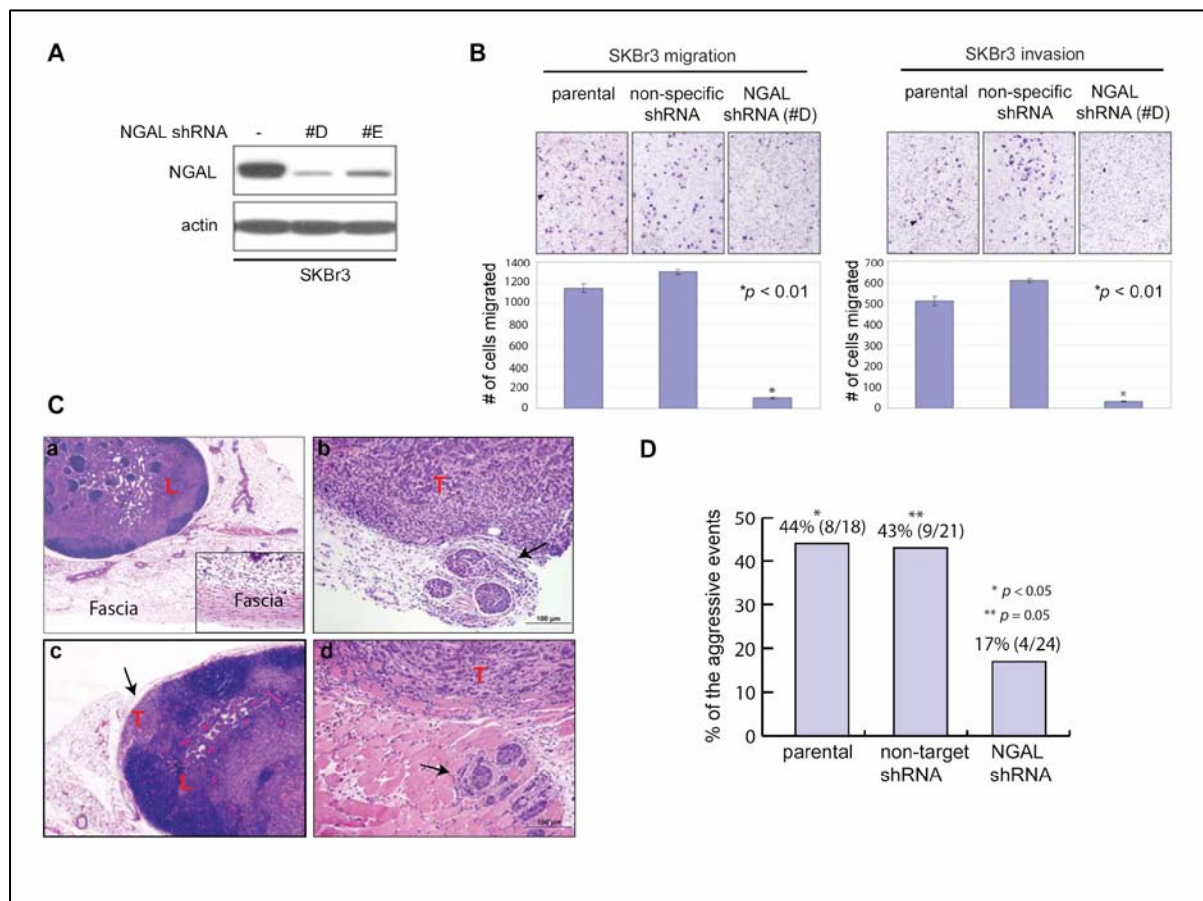 A
NGAL shRNA - #D #E
NGAL
actin
SKBr3
B
SKBr3 migration
parental non-specific shRNA NGAL shRNA (#D)
# of cells migrated
1400
1200
1000
800
600
400
200
0
*p < 0.01
*
SKBr3 invasion
parental non-specific shRNA NGAL shRNA (#D)
# of cells migrated
700
600
500
400
300
200
100
0
*p < 0.01
*
C
a
L
Fascia
Fascia
b
T
100 µm
c
T
L
d
T
100 µm
D
% of the aggressive events
50
40
30
20
10
0
*
44% (8/18)
**
43% (9/21)
* p < 0.05
** p = 0.05
17% (4/24)
parental non-target shRNA NGAL shRNA